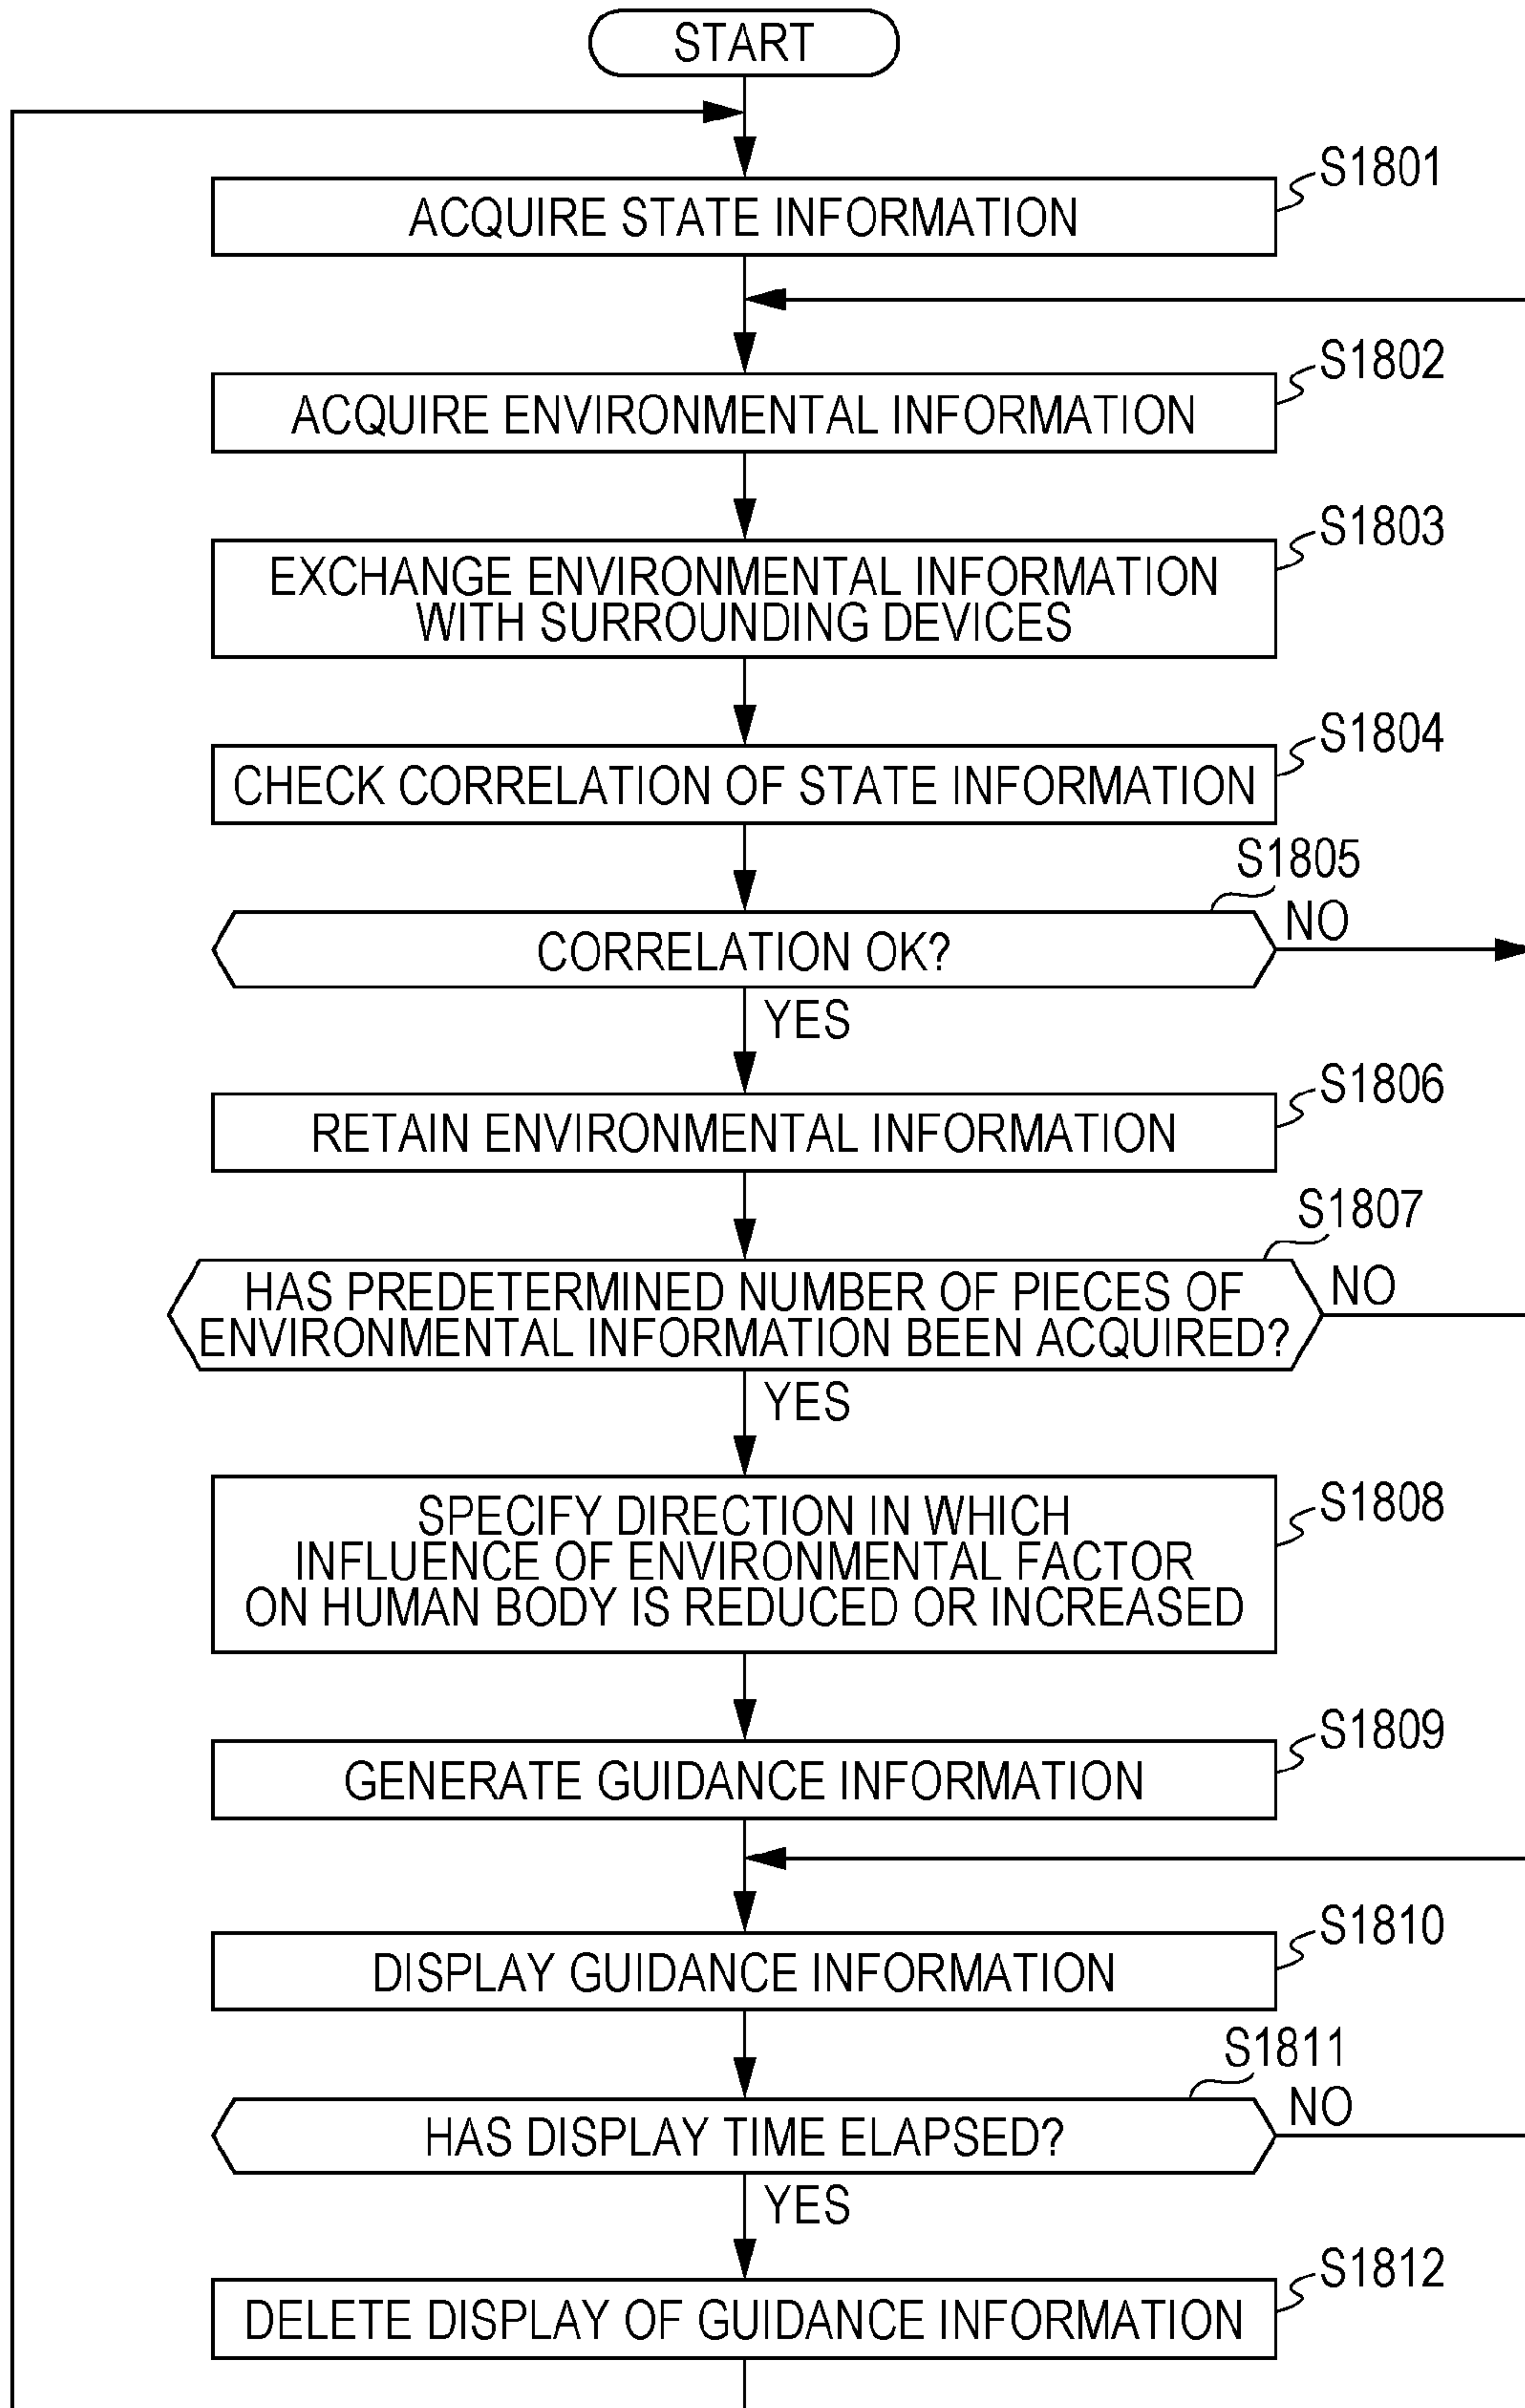 START
S1801
ACQUIRE STATE INFORMATION
S1802
ACQUIRE ENVIRONMENTAL INFORMATION
S1803
EXCHANGE ENVIRONMENTAL INFORMATION
WITH SURROUNDING DEVICES
S1804
CHECK CORRELATION OF STATE INFORMATION
S1805
CORRELATION OK?
NO
YES
S1806
RETAIN ENVIRONMENTAL INFORMATION
S1807
HAS PREDETERMINED NUMBER OF PIECES OF
ENVIRONMENTAL INFORMATION BEEN ACQUIRED?
NO
YES
S1808
SPECIFY DIRECTION IN WHICH
INFLUENCE OF ENVIRONMENTAL FACTOR
ON HUMAN BODY IS REDUCED OR INCREASED
S1809
GENERATE GUIDANCE INFORMATION
S1810
DISPLAY GUIDANCE INFORMATION
S1811
HAS DISPLAY TIME ELAPSED?
NO
YES
S1812
DELETE DISPLAY OF GUIDANCE INFORMATION